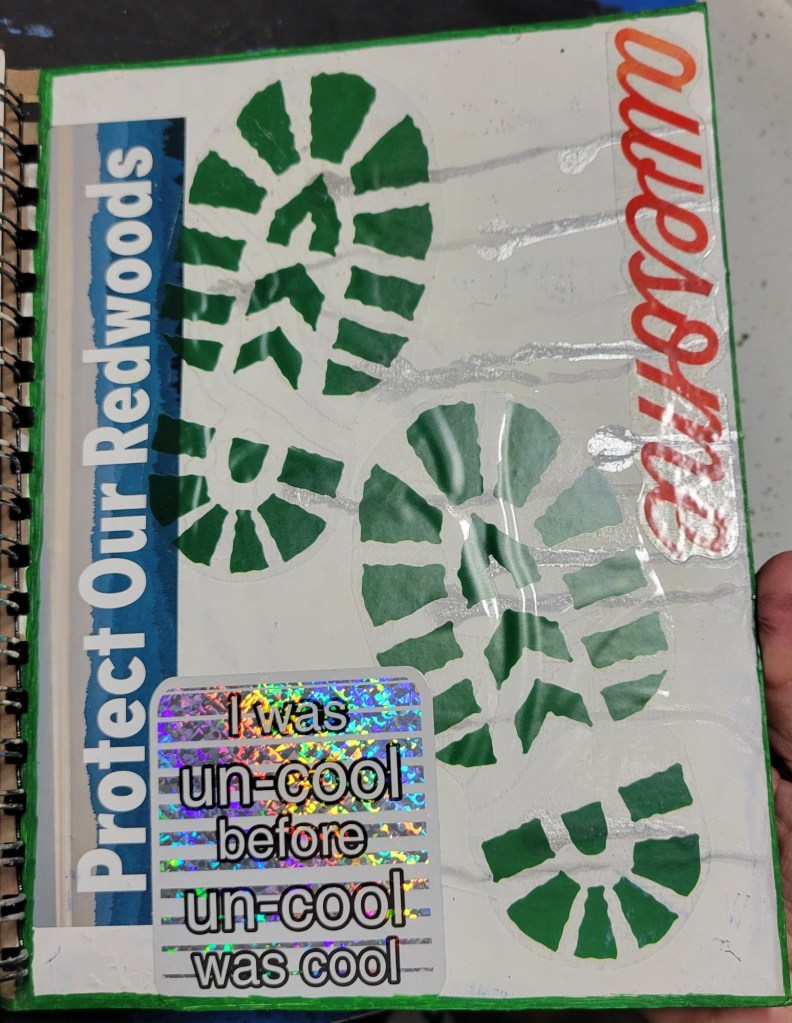 awesome
Protect Our Redwoods
I was
un-cool
before
un-cool
was cool